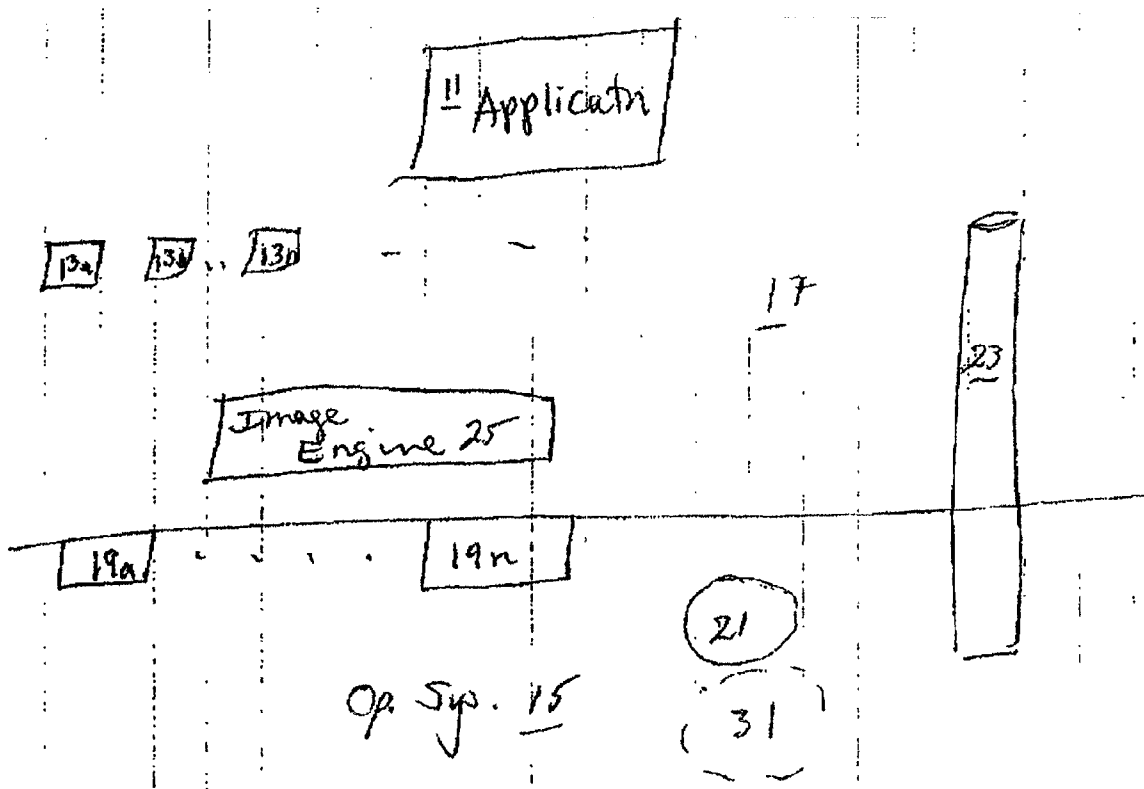 11 Applicatn
13a 13b .. 13n - -
17
23
Image
Engine 25
19a . . . . 19n
21
Op. Sys. 15
31